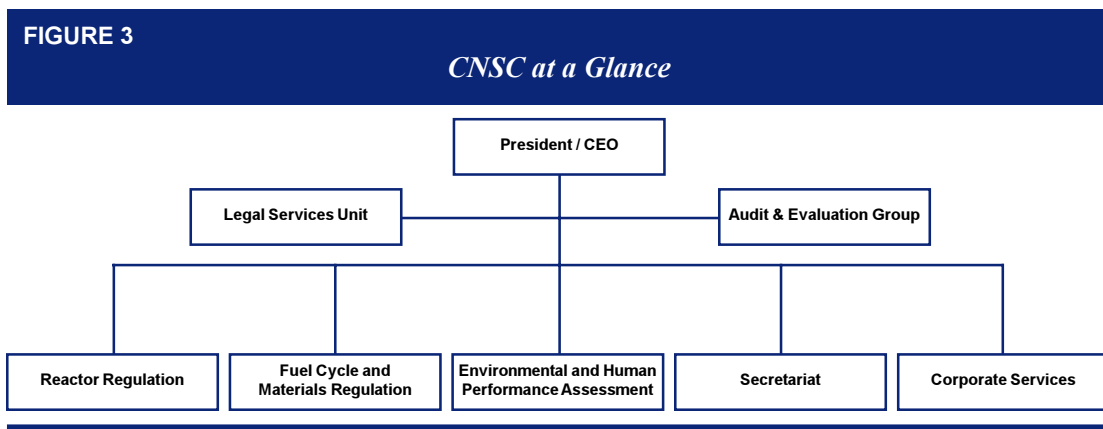 FIGURE 3
CNSC at a Glance
President / CEO
Legal Services Unit
Audit & Evaluation Group
Reactor Regulation
Fuel Cycle and
Materials Regulation
Environmental and Human
Performance Assessment
Secretariat
Corporate Services